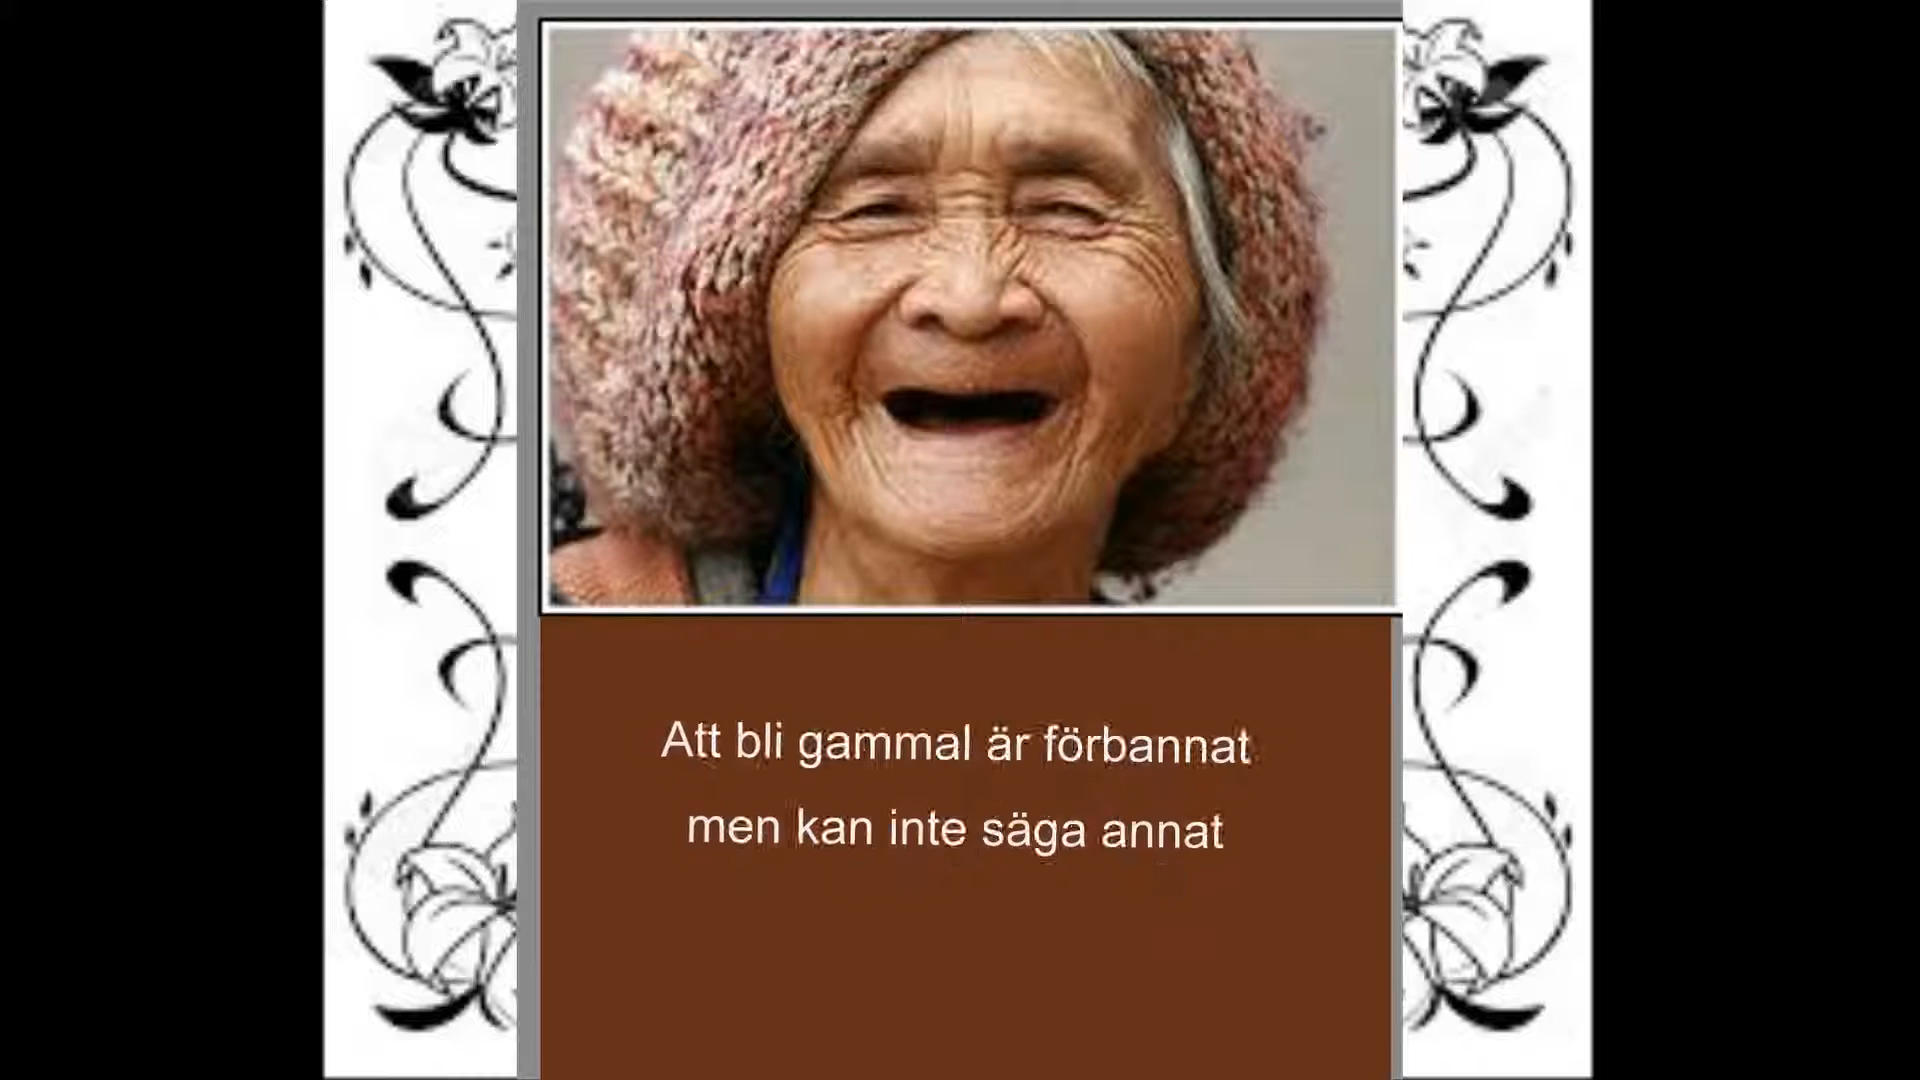 Att bli gammal är förbannat
men kan inte säga annat